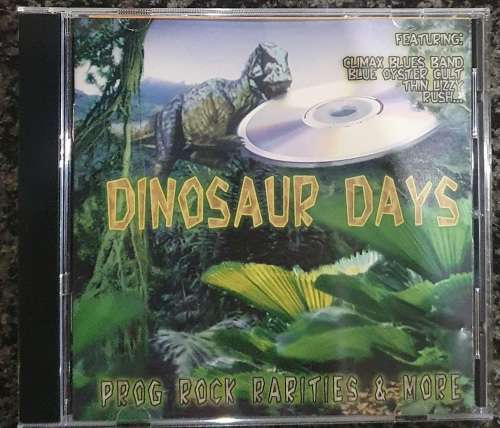 FEATURING:
CLIMAX BLUES BAND
BLUE OYSTER CULT
THIN LIZZY
RUSH...
DINOSAUR DAYS
PROG ROCK RARITIES & MORE